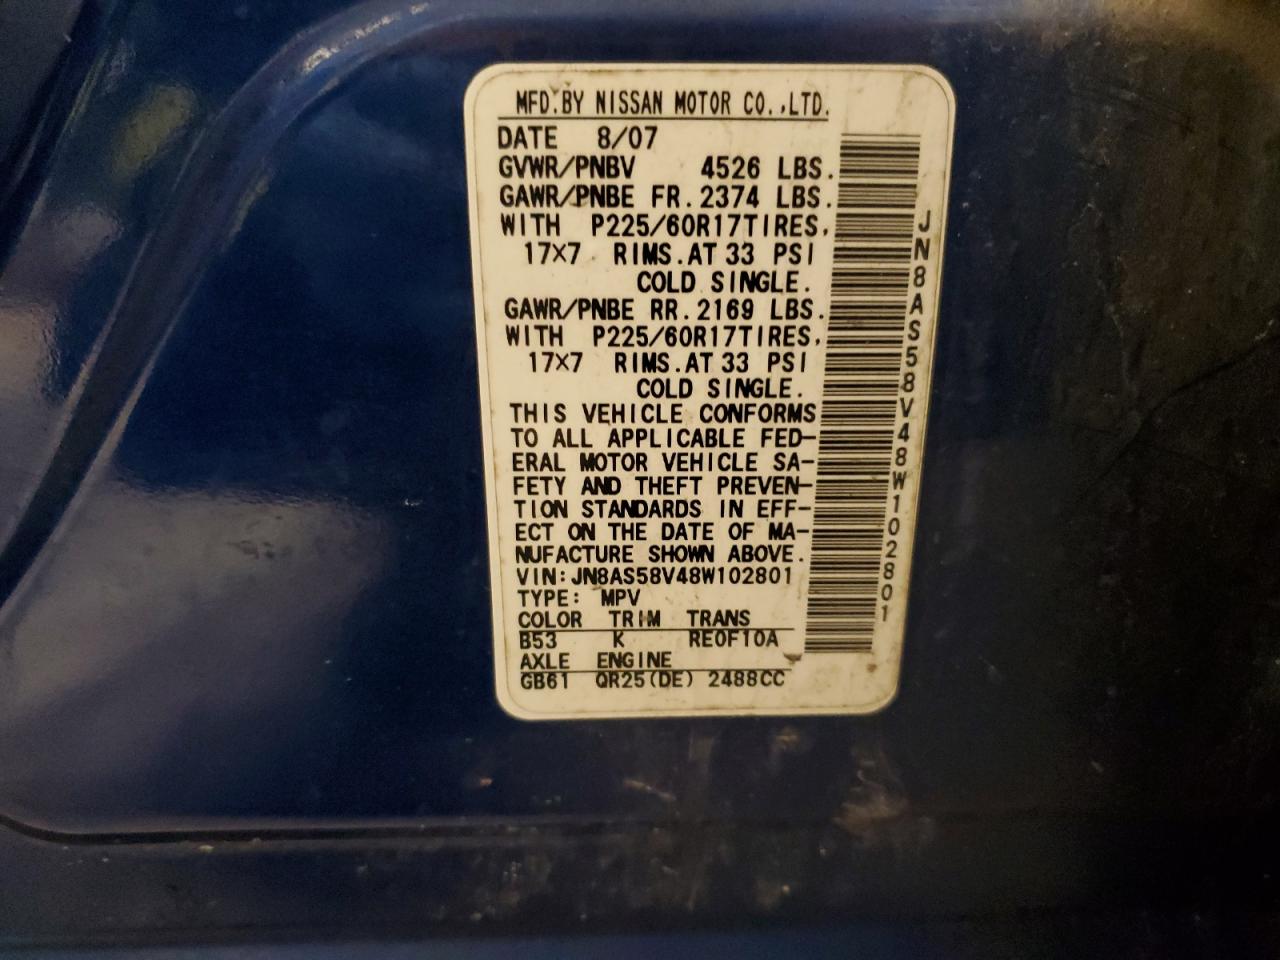 MFD.BY NISSAN MOTOR CO.,LTD.
DATE 8/07
GVWR/PNBV 4526 LBS.
GAWR/PNBE FR.2374 LBS.
WITH P225/60R17TIRES,
17X7 RIMS.AT 33 PSI
COLD SINGLE.
GAWR/PNBE RR.2169 LBS.
WITH P225/60R17TIRES,
17X7 RIMS.AT 33 PSI
COLD SINGLE.
THIS VEHICLE CONFORMS
TO ALL APPLICABLE FED-
ERAL MOTOR VEHICLE SA-
FETY AND THEFT PREVEN-
TION STANDARDS IN EFF-
ECT ON THE DATE OF MA-
NUFACTURE SHOWN ABOVE.
VIN:JN8AS58V48W102801
TYPE: MPV
COLOR TRIM TRANS
B53 K RE0F10A
AXLE ENGINE
GB61 QR25(DE) 2488CC
JN8AS58V48W102801